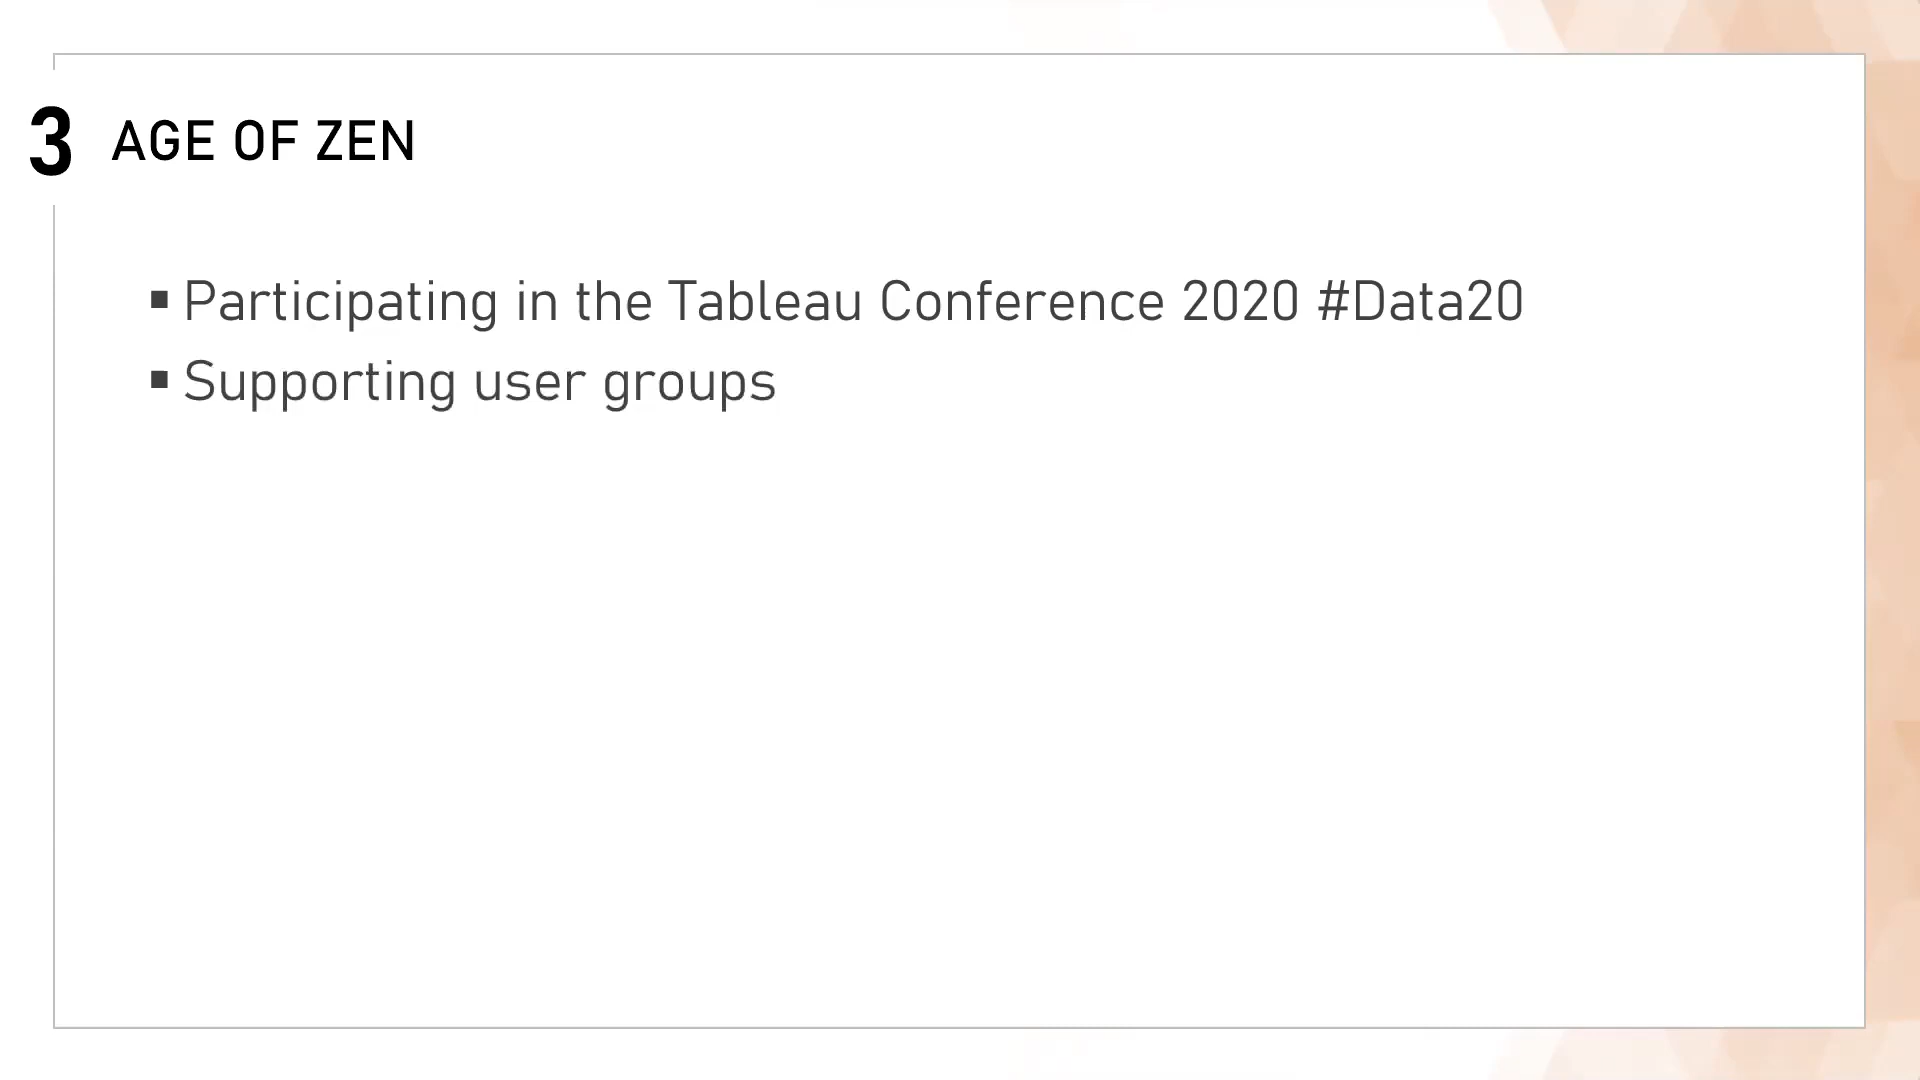 3 AGE OF ZEN
▪ Participating in the Tableau Conference 2020 #Data20
▪ Supporting user groups